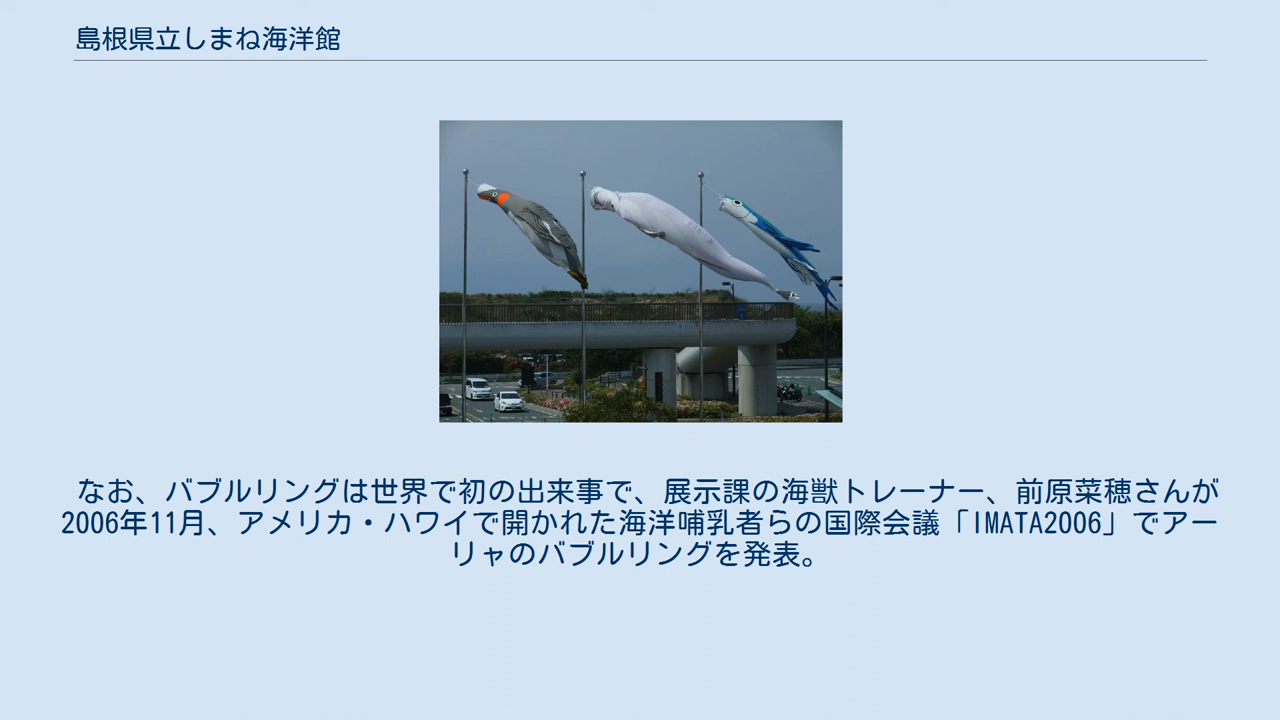 島根県立しまね海洋館
なお、バブルリングは世界で初の出来事で、展示課の海獣トレーナー、前原菜穂さんが
2006年11月、アメリカ・ハワイで開かれた海洋哺乳者らの国際会議「IMATA2006」でアー
リャのバブルリングを発表。